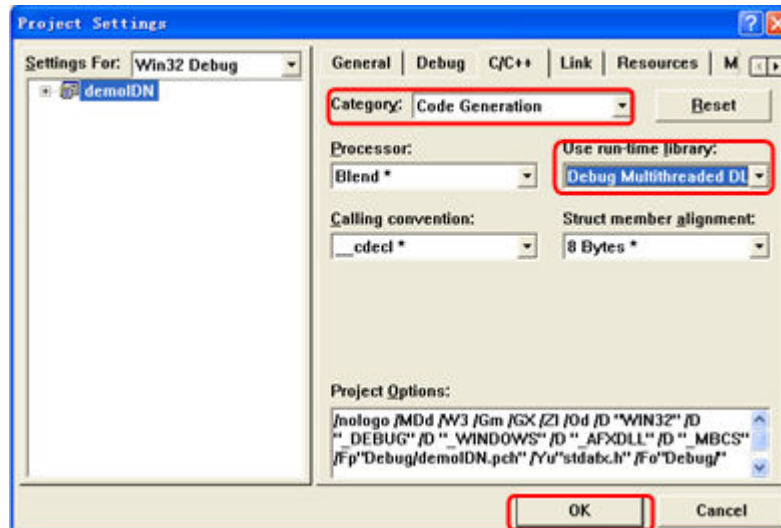 Project Settings
Settings For: Win32 Debug
demoIDN
General Debug C/C++ Link Resources M
Category: Code Generation
Reset
Processor:
Use run-time library:
Blend *
Debug Multithreaded DL
Calling convention:
Struct member alignment:
__cdecl *
8 Bytes *
Project Options:
/nologo /MDd /W3 /Gm /GX /ZI /Od /D "WIN32" /D
"_DEBUG" /D "_WINDOWS" /D "_AFXDLL" /D "_MBCS"
/Fp"Debug/demoIDN.pch" /Yu"stdafx.h" /Fo"Debug/"
OK
Cancel